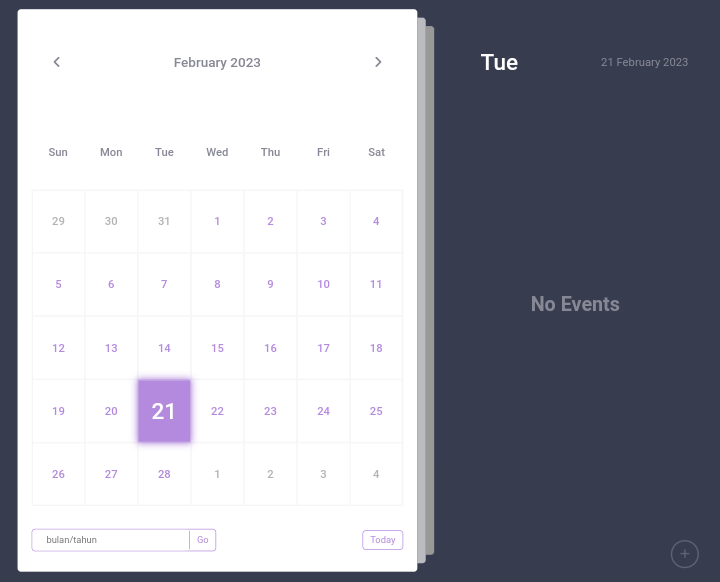 February 2023
Tue
21 February 2023
Sun Mon Tue Wed Thu Fri Sat
29 30 31 1 2 3 4
5 6 7 8 9 10 11
12 13 14 15 16 17 18
19 20 21 22 23 24 25
26 27 28 1 2 3 4
No Events
bulan/tahun Go Today